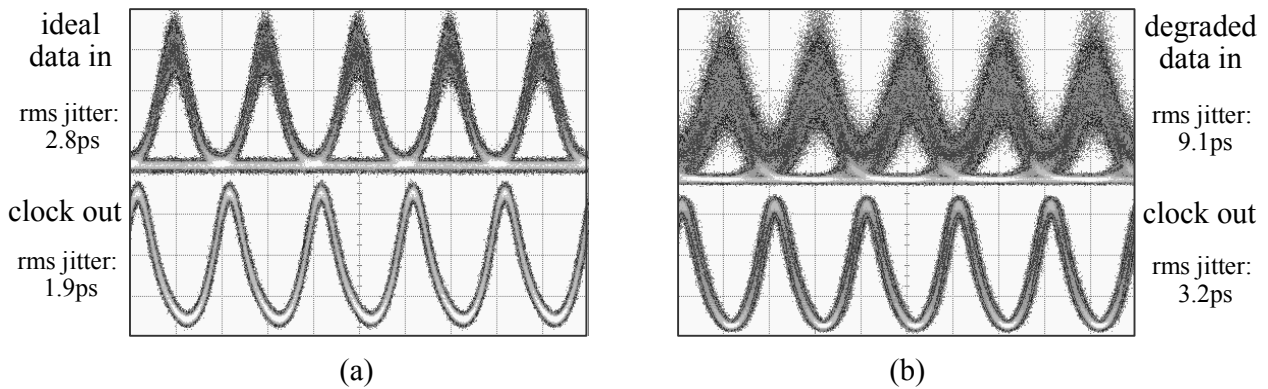 ideal
data in
rms jitter:
2.8ps
clock out
rms jitter:
1.9ps
(a)
degraded
data in
rms jitter:
9.1ps
clock out
rms jitter:
3.2ps
(b)